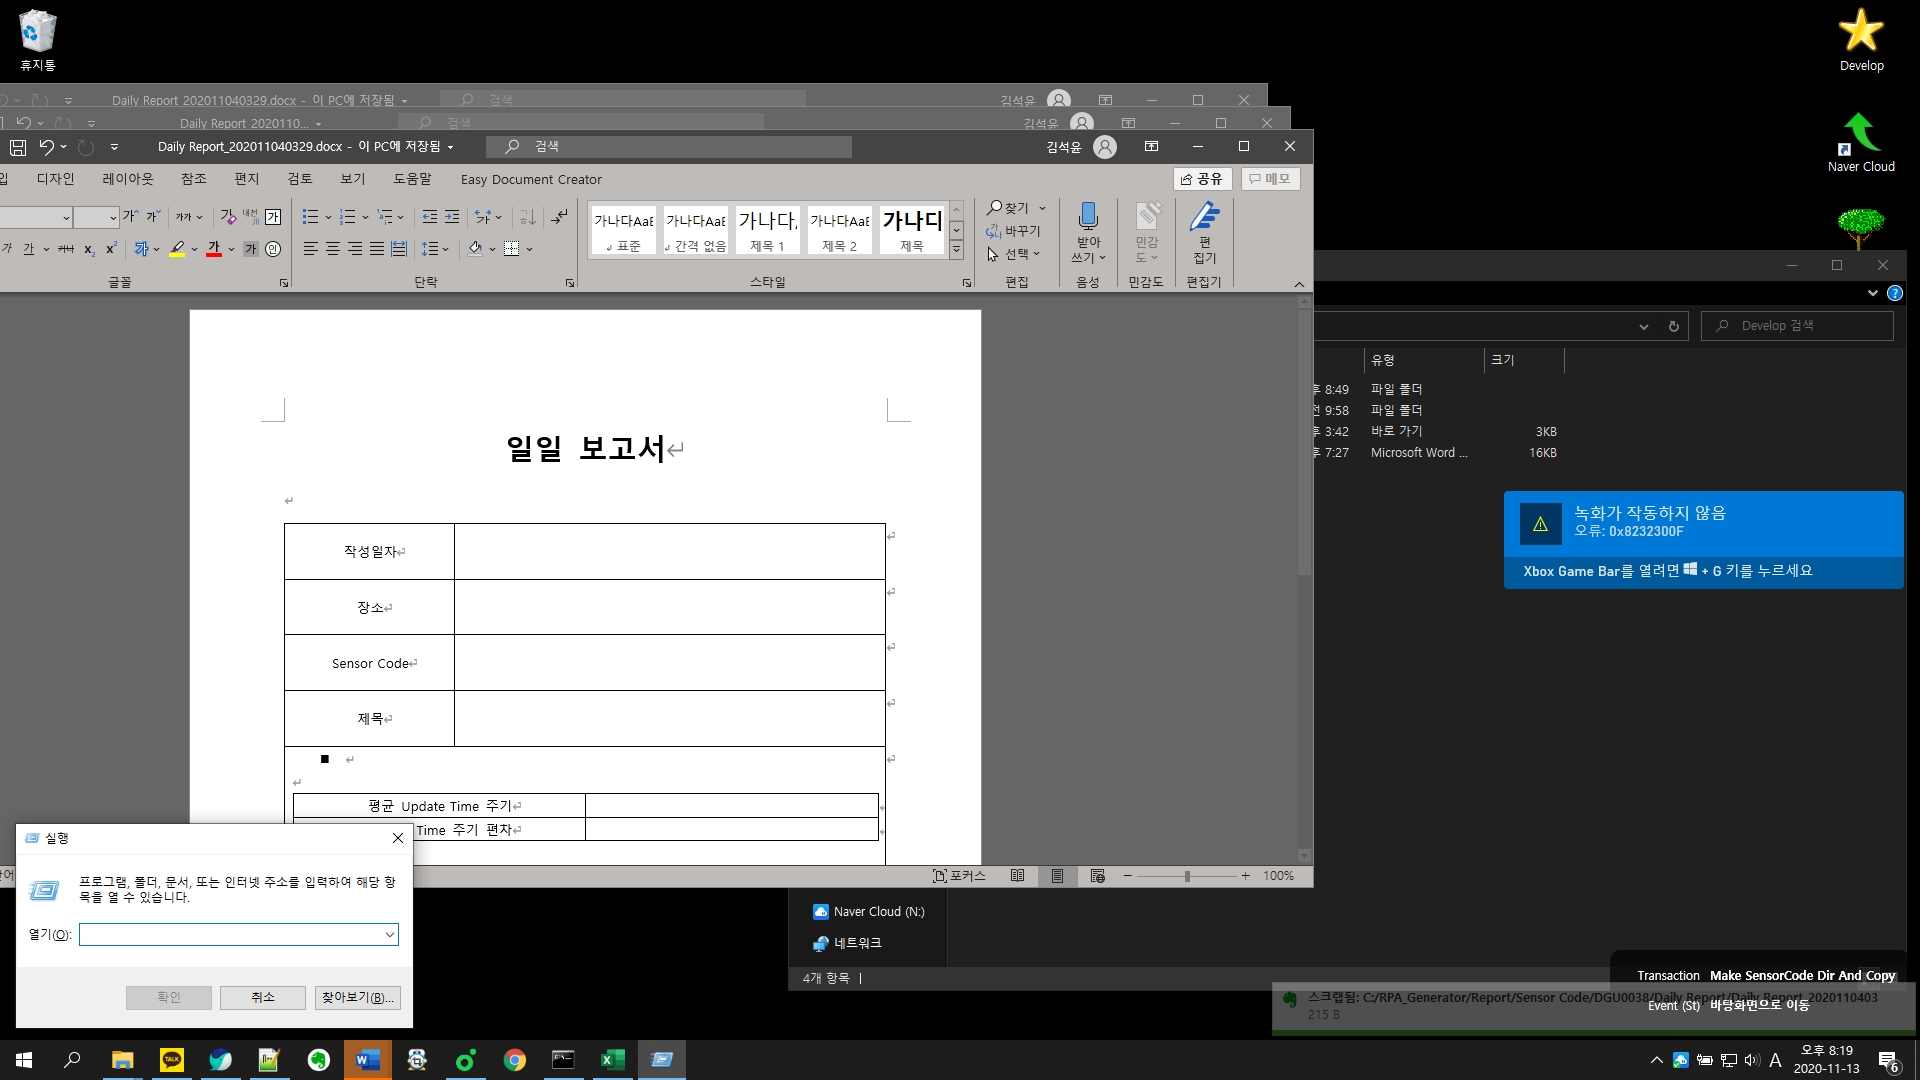 휴지통
Develop
Naver Cloud
Daily Report_202011040329.docx - 이 PC에 저장됨
검색
김석윤
Daily Report 2020110...
검색
김석윤
Daily Report_202011040329.docx - 이 PC에 저장됨
검색
김석윤
입 디자인 레이아웃 참조 편지 검토 보기 도움말 Easy Document Creator
공유 메모
가나다AaB 가나다AaB 가나다 가나다AaB 가나다
표준 간격 없음 제목 1 제목 2 제목
찾기
바꾸기
선택
받아
쓰기
민감
도
편
집기
글꼴 단락 스타일 편집 음성 민감도 편집기
일일 보고서
작성일자
장소
Sensor Code
제목
평균 Update Time 주기
Time 주기 편차
포커스
100%
실행
프로그램, 폴더, 문서, 또는 인터넷 주소를 입력하여 해당 항
목을 열 수 있습니다.
열기(O):
확인 취소 찾아보기(B)...
Develop 검색
유형 크기
후 8:49 파일 폴더
전 9:58 파일 폴더
후 3:42 바로 가기 3KB
후 7:27 Microsoft Word ... 16KB
녹화가 작동하지 않음
오류: 0x8232300F
Xbox Game Bar를 열려면 + G 키를 누르세요
Naver Cloud (N:)
네트워크
4개 항목
Transaction Make SensorCode Dir And Copy
스크랩됨: C:/RPA_Generator/Report/Sensor Code/DGU0038/Daily Report/Daily Report_2020110403
Event (St) 바탕화면으로 이동
215 B
TALK
A
오후 8:19
2020-11-13
6